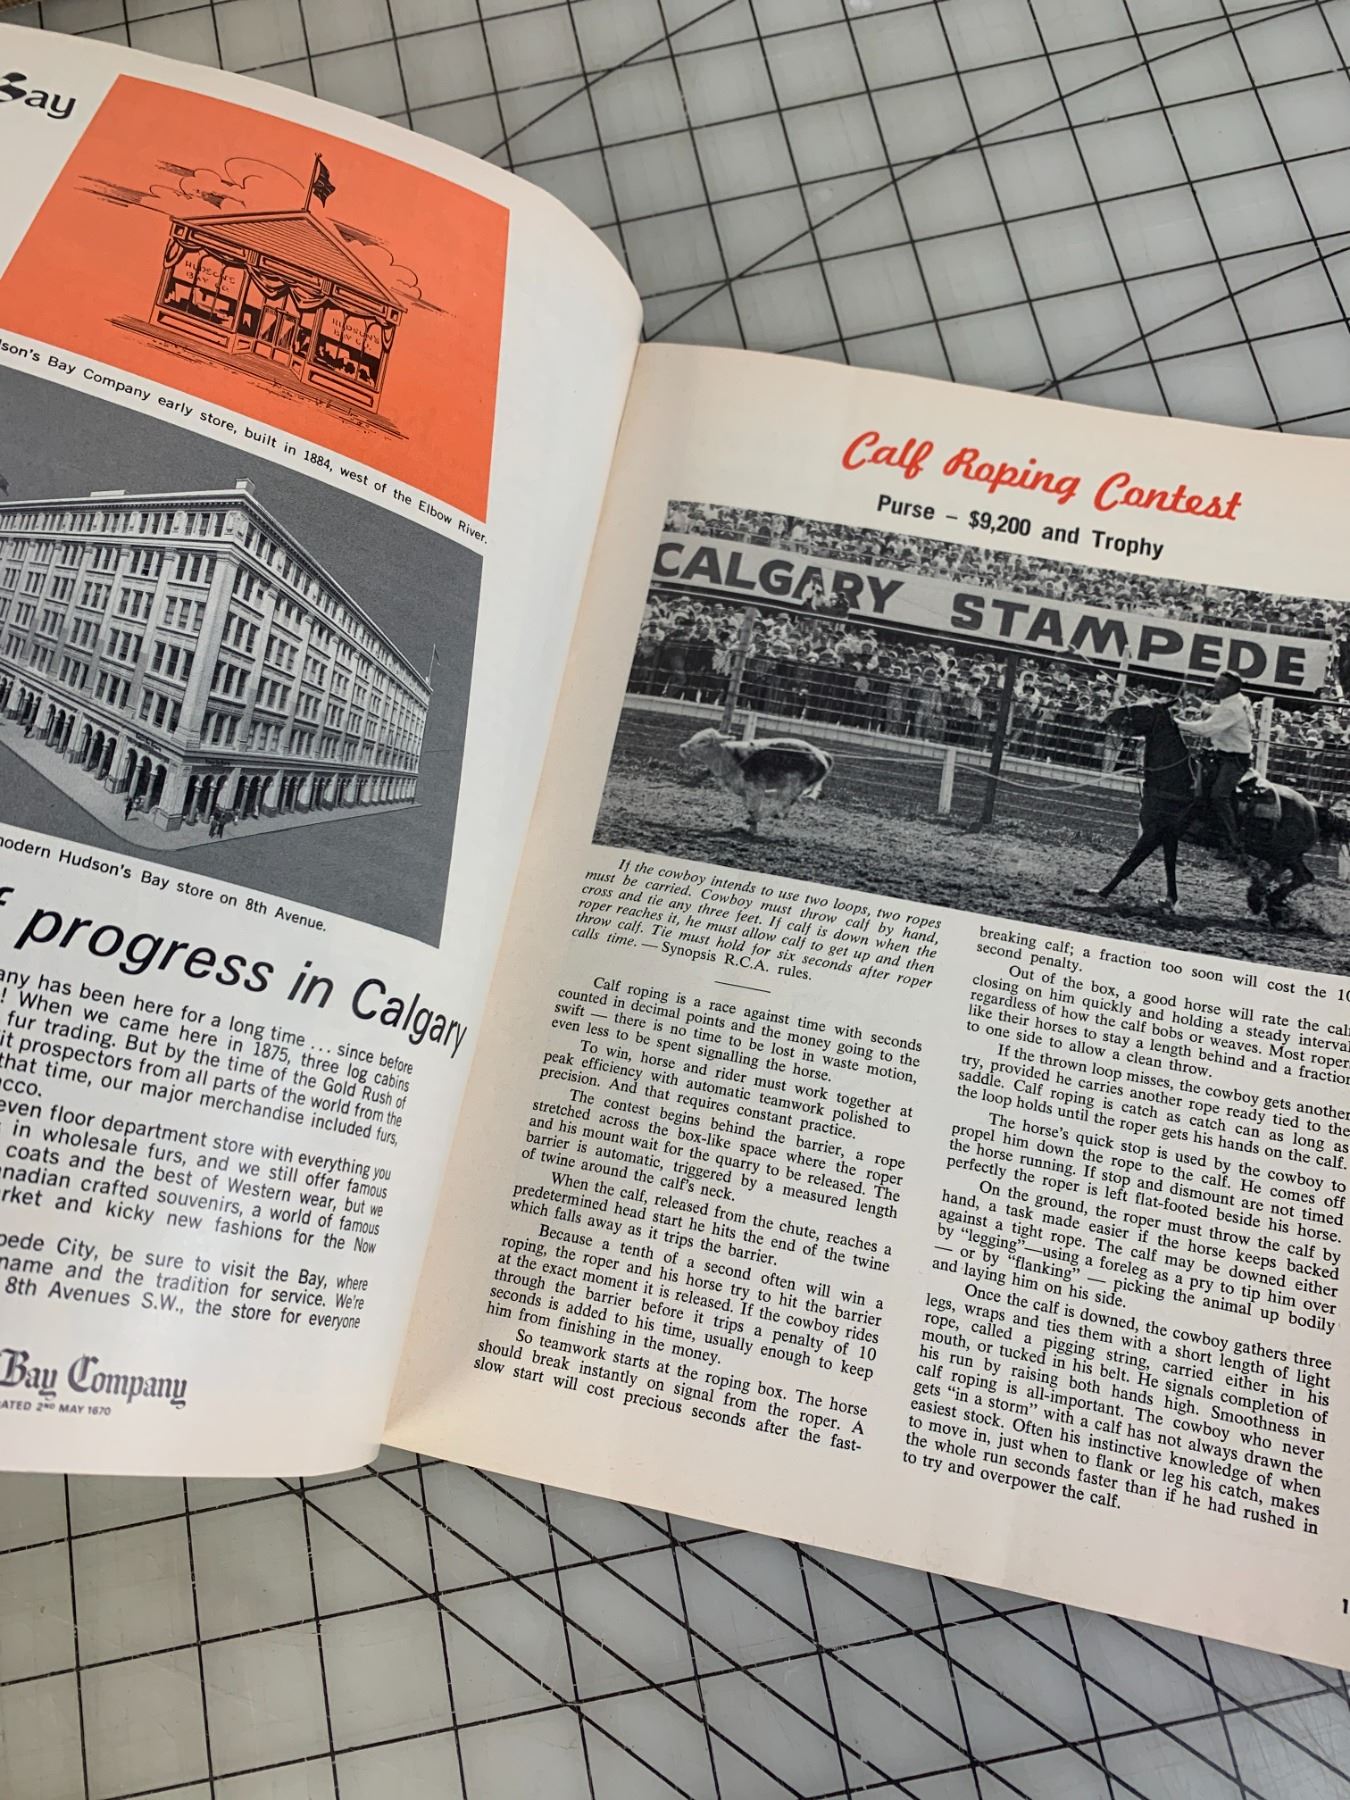 Bay
HUDSON'S
BAY CO.
HUDSON'S
BAY CO.
son's Bay Company early store, built in 1884, west of the Elbow River.
modern Hudson's Bay store on 8th Avenue.
f progress in Calgary
any has been here for a long time ... since before
! When we came here in 1875, three log cabins
fur trading. But by the time of the Gold Rush of
it prospectors from all parts of the world from the
that time, our major merchandise included furs,
acco.
even floor department store with everything you
in wholesale furs, and we still offer famous
coats and the best of Western wear, but we
anadian crafted souvenirs, a world of famous
rket and kicky new fashions for the Now
pede City, be sure to visit the Bay, where
name and the tradition for service. We're
8th Avenues S.W., the store for everyone
Bay Company
ATED 2ND MAY 1670
Calf Roping Contest
Purse – $9,200 and Trophy
CALGARY STAMPEDE
If the cowboy intends to use two loops, two ropes
must be carried. Cowboy must throw calf by hand,
cross and tie any three feet. If calf is down when the
roper reaches it, he must allow calf to get up and then
throw calf. Tie must hold for six seconds after roper
calls time. — Synopsis R.C.A. rules.
Calf roping is a race against time with seconds
counted in decimal points and the money going to the
swift — there is no time to be lost in waste motion,
even less to be spent signalling the horse.
To win, horse and rider must work together at
peak efficiency with automatic teamwork polished to
precision. And that requires constant practice.
The contest begins behind the barrier, a rope
stretched across the box-like space where the roper
and his mount wait for the quarry to be released. The
barrier is automatic, triggered by a measured length
of twine around the calf's neck.
When the calf, released from the chute, reaches a
predetermined head start he hits the end of the twine
which falls away as it trips the barrier.
Because a tenth of a second often will win a
roping, the roper and his horse try to hit the barrier
at the exact moment it is released. If the cowboy rides
through the barrier before it trips a penalty of 10
seconds is added to his time, usually enough to keep
him from finishing in the money.
So teamwork starts at the roping box. The horse
should break instantly on signal from the roper. A
slow start will cost precious seconds after the fast-
breaking calf; a fraction too soon will cost the 10
second penalty.
Out of the box, a good horse will rate the calf
closing on him quickly and holding a steady interval
regardless of how the calf bobs or weaves. Most roper
like their horses to stay a length behind and a fraction
to one side to allow a clean throw.
If the thrown loop misses, the cowboy gets another
try, provided he carries another rope ready tied to the
saddle. Calf roping is catch as catch can as long as
the loop holds until the roper gets his hands on the calf.
The horse's quick stop is used by the cowboy to
propel him down the rope to the calf. He comes off
the horse running. If stop and dismount are not timed
perfectly the roper is left flat-footed beside his horse.
On the ground, the roper must throw the calf by
hand, a task made easier if the horse keeps backed
against a tight rope. The calf may be downed either
by "legging"—using a foreleg as a pry to tip him over
— or by "flanking" — picking the animal up bodily
and laying him on his side.
Once the calf is downed, the cowboy gathers three
legs, wraps and ties them with a short length of light
rope, called a pigging string, carried either in his
mouth, or tucked in his belt. He signals completion of
his run by raising both hands high. Smoothness in
calf roping is all-important. The cowboy who never
gets "in a storm" with a calf has not always drawn the
easiest stock. Often his instinctive knowledge of when
to move in, just when to flank or leg his catch, makes
the whole run seconds faster than if he had rushed in
to try and overpower the calf.
1